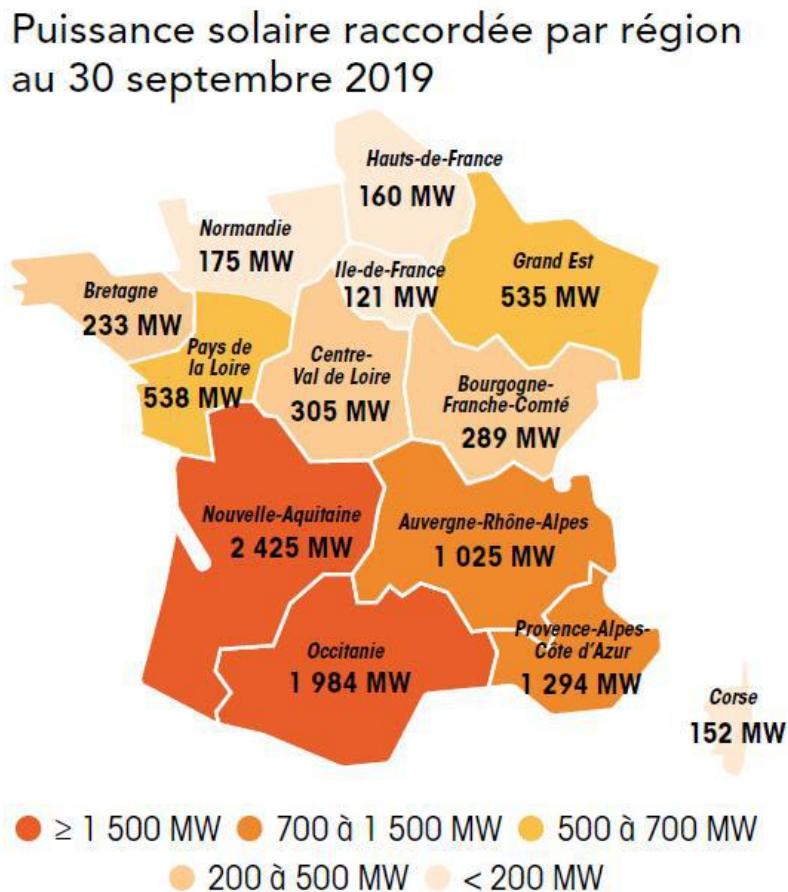 Puissance solaire raccordée par région
au 30 septembre 2019
Hauts-de-France
160 MW
Normandie
175 MW
Ile-de-France
121 MW
Grand Est
535 MW
Bretagne
233 MW
Pays de
la Loire
538 MW
Centre-
Val de Loire
305 MW
Bourgogne-
Franche-Comté
289 MW
Nouvelle-Aquitaine
2 425 MW
Auvergne-Rhône-Alpes
1 025 MW
Occitanie
1 984 MW
Provence-Alpes-
Côte d'Azur
1 294 MW
Corse
152 MW
≥ 1 500 MW 700 à 1 500 MW 500 à 700 MW
200 à 500 MW < 200 MW